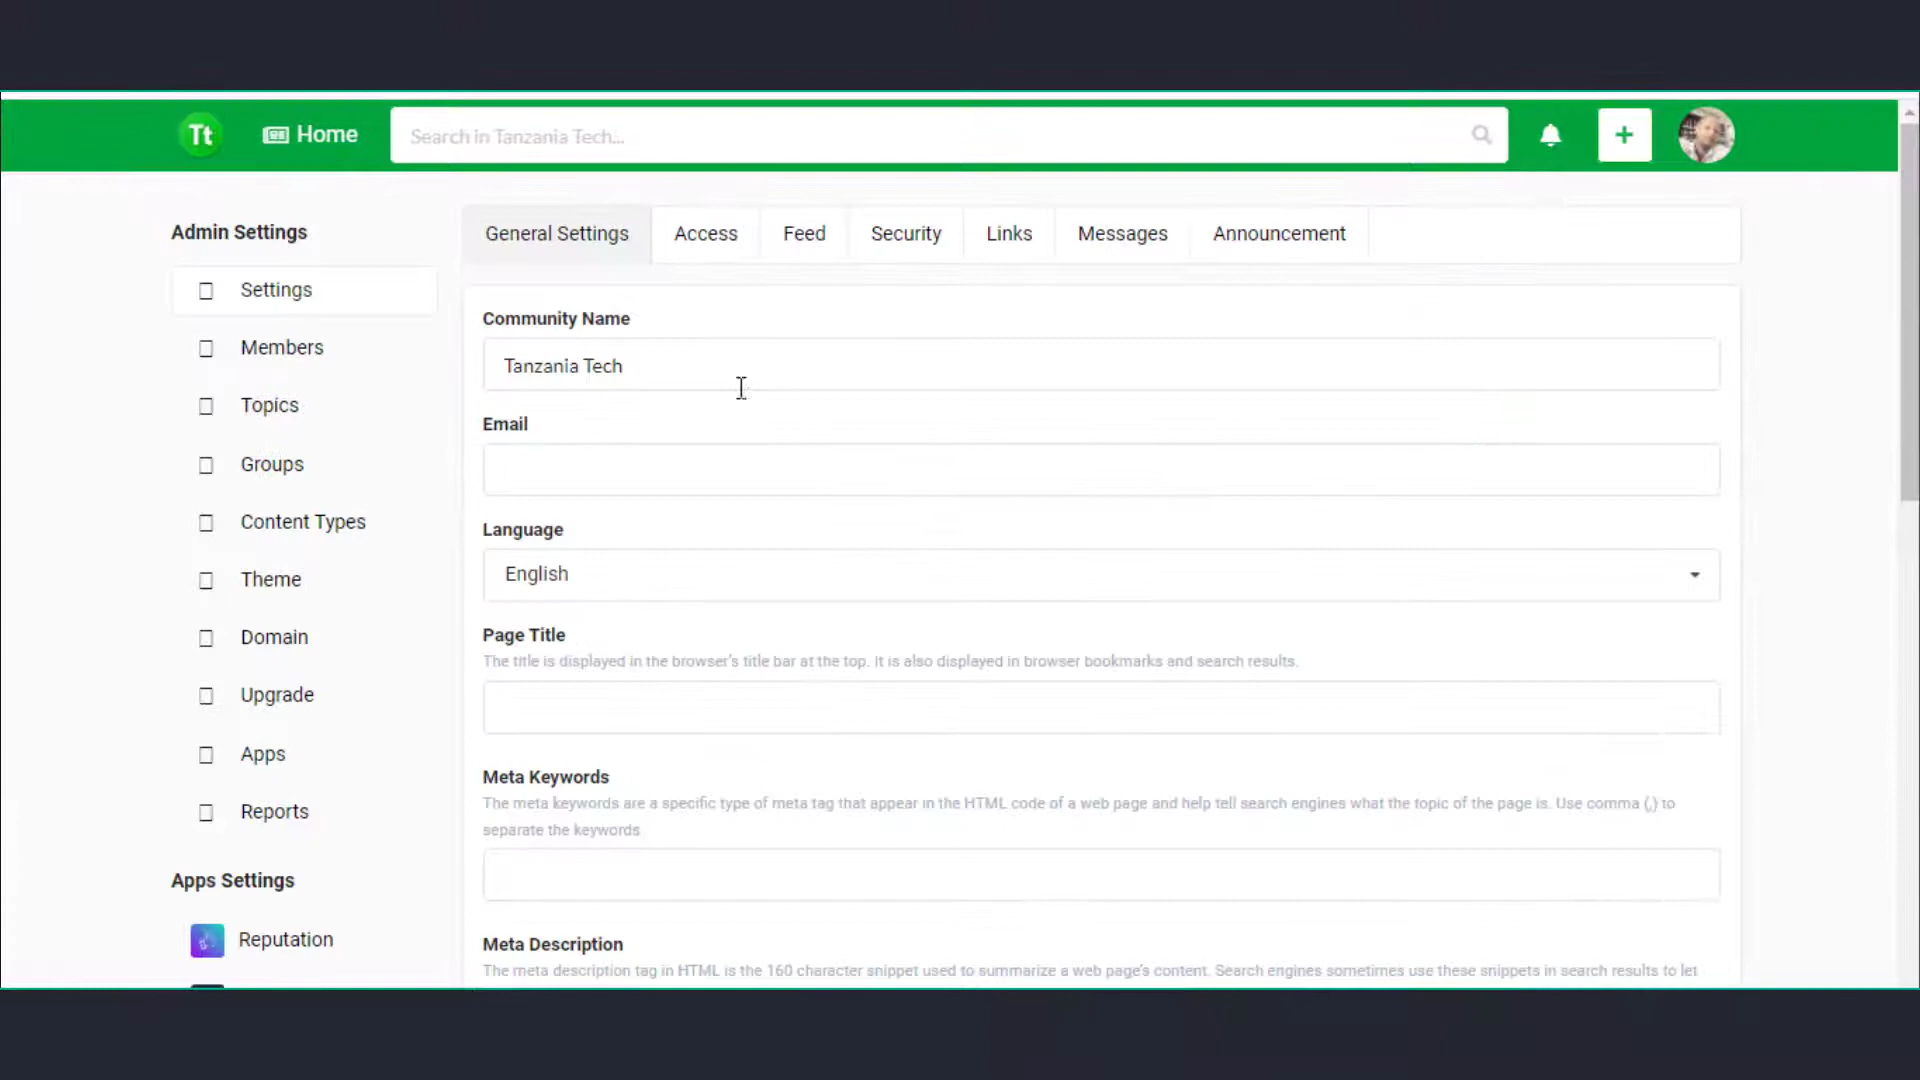 Tt
Home
Search in Tanzania Tech...
+
Admin Settings
Settings
Members
Topics
Groups
Content Types
Theme
Domain
Upgrade
Apps
Reports
Apps Settings
Reputation
General Settings
Access
Feed
Security
Links
Messages
Announcement
Community Name
Tanzania Tech
Email
Language
English
Page Title
The title is displayed in the browser's title bar at the top. It is also displayed in browser bookmarks and search results.
Meta Keywords
The meta keywords are a specific type of meta tag that appear in the HTML code of a web page and help tell search engines what the topic of the page is. Use comma (,) to
separate the keywords.
Meta Description
The meta description tag in HTML is the 160 character snippet used to summarize a web page's content. Search engines sometimes use these snippets in search results to let